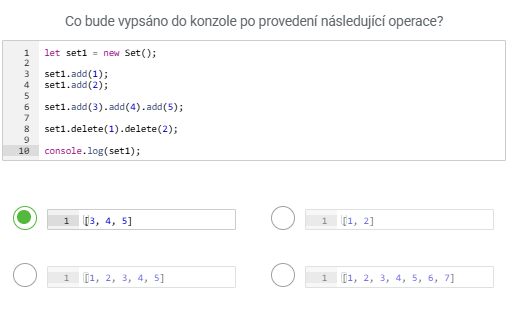 Co bude vypsáno do konzole po provedení následující operace?
1 let set1 = new Set();
2
3 set1.add(1);
4 set1.add(2);
5
6 set1.add(3).add(4).add(5);
7
8 set1.delete(1).delete(2);
9
10 console.log(set1);
1 [3, 4, 5]
1 [1, 2]
1 [1, 2, 3, 4, 5]
1 [1, 2, 3, 4, 5, 6, 7]